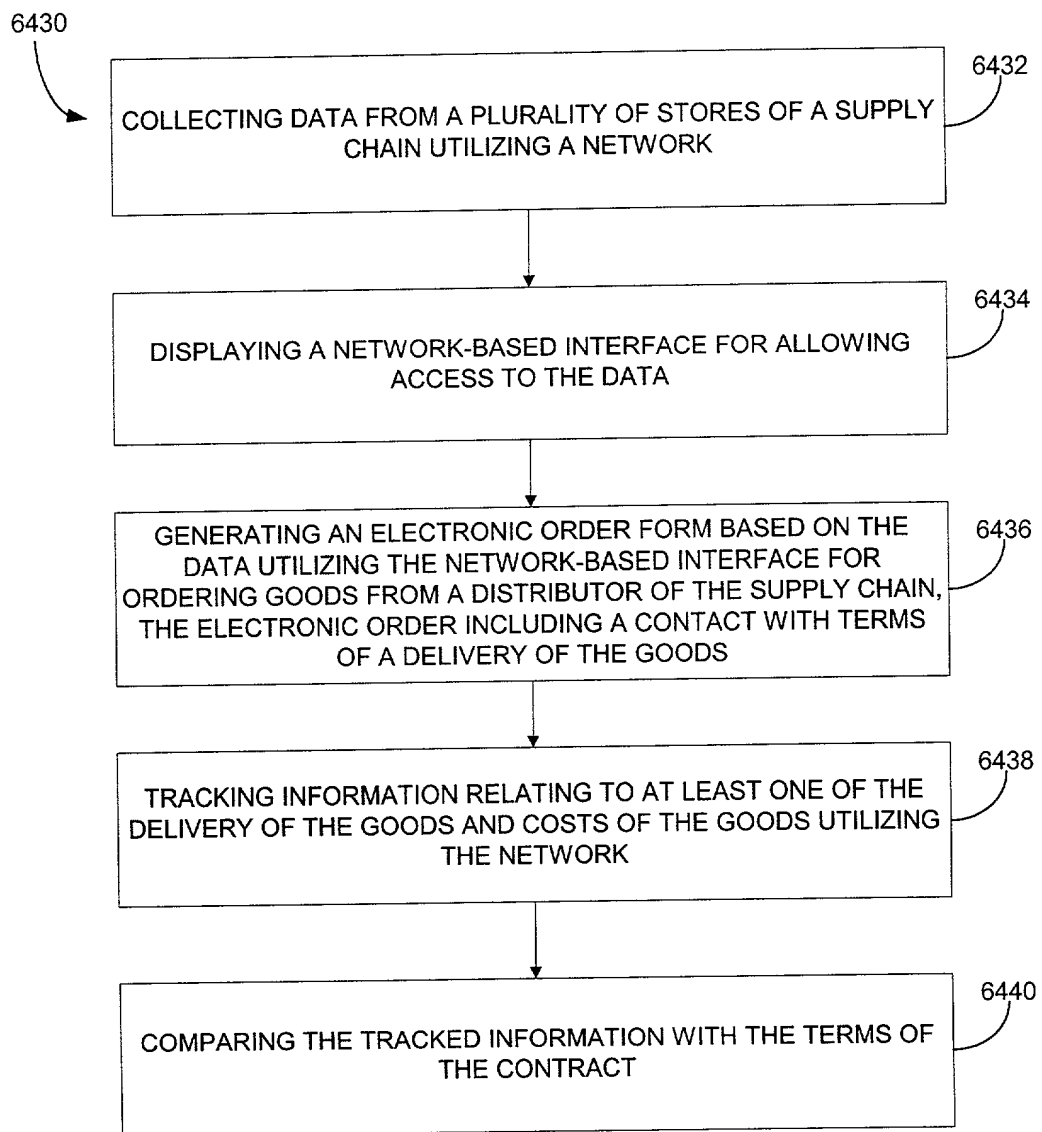 6430
6432
COLLECTING DATA FROM A PLURALITY OF STORES OF A SUPPLY
CHAIN UTILIZING A NETWORK
6434
DISPLAYING A NETWORK-BASED INTERFACE FOR ALLOWING
ACCESS TO THE DATA
6436
GENERATING AN ELECTRONIC ORDER FORM BASED ON THE
DATA UTILIZING THE NETWORK-BASED INTERFACE FOR
ORDERING GOODS FROM A DISTRIBUTOR OF THE SUPPLY CHAIN,
THE ELECTRONIC ORDER INCLUDING A CONTACT WITH TERMS
OF A DELIVERY OF THE GOODS
6438
TRACKING INFORMATION RELATING TO AT LEAST ONE OF THE
DELIVERY OF THE GOODS AND COSTS OF THE GOODS UTILIZING
THE NETWORK
6440
COMPARING THE TRACKED INFORMATION WITH THE TERMS OF
THE CONTRACT